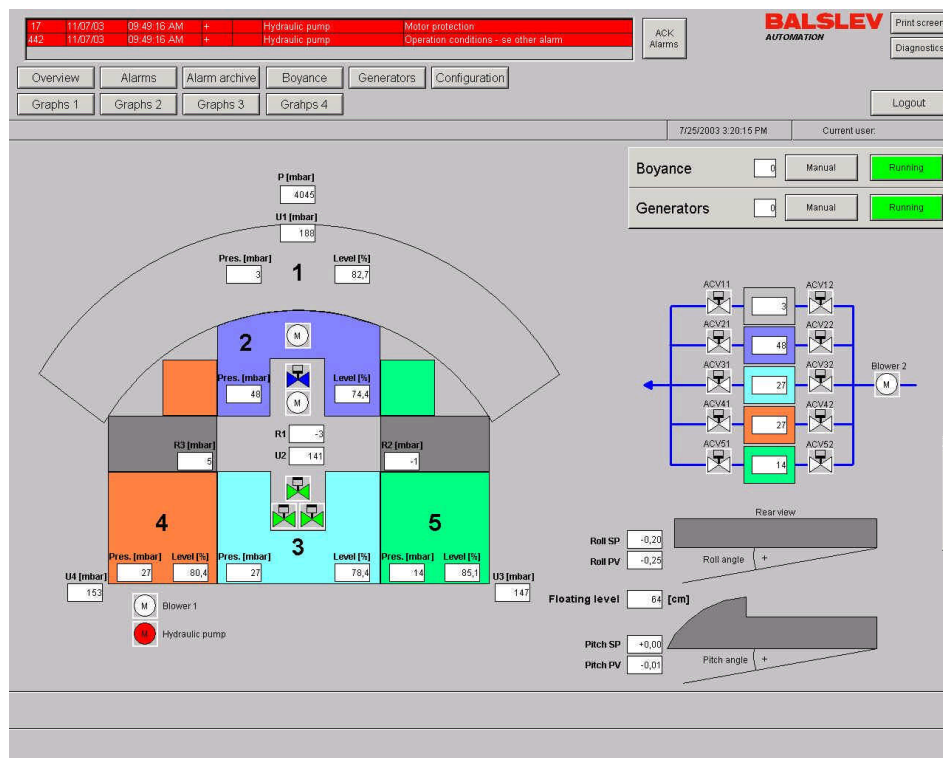 17 11/07/03 09:49:16 AM + Hydraulic pump Motor protection
442 11/07/03 09:49:16 AM + Hydraulic pump Operation conditions - se other alarm
ACK
Alarms
BALSLEV
AUTOMATION
Print screen
Diagnostics
Overview Alarms Alarm archive Boyance Generators Configuration
Graphs 1 Graphs 2 Graphs 3 Grahps 4
Logout
7/25/2003 3:20:15 PM Current user:
Boyance 0 Manual Running
Generators 0 Manual Running
P [mbar]
4045
U1 [mbar]
188
Pres. [mbar] 1 Level [%]
3 82,7
2 M
Pres. [mbar] Level [%]
48 M 74,4
R1 -3
R3 [mbar] R2 [mbar]
5 U2 141 -1
4 3 5
Pres. [mbar] Level [%] Pres. [mbar] Level [%] Pres. [mbar] Level [%]
27 80,4 27 78,4 14 85,1
U4 [mbar] U3 [mbar]
153 147
M Blower 1
M Hydraulic pump
ACV11 ACV12
3
ACV21 ACV22
48
ACV31 ACV32
27
Blower 2
M
ACV41 ACV42
27
ACV51 ACV52
14
Rear view
Roll SP -0,20
Roll PV -0,25 Roll angle +
Floating level 64 [cm]
Pitch SP +0,00
Pitch PV -0,01 Pitch angle +